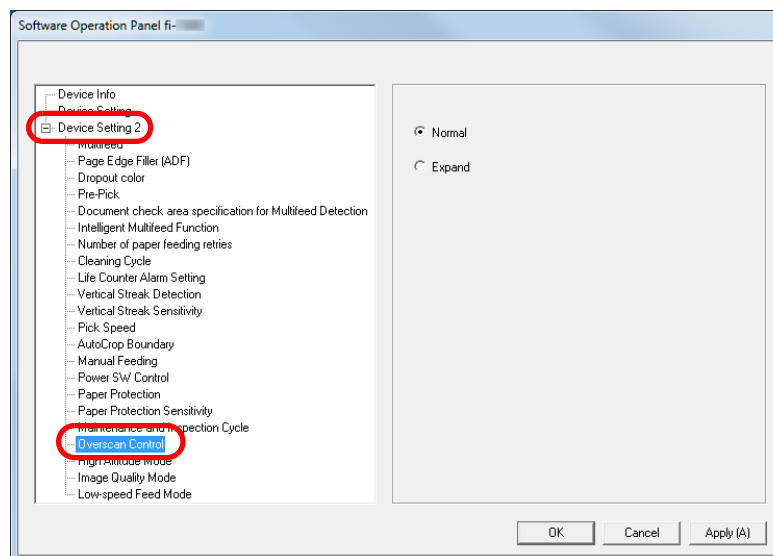 Software Operation Panel fi-
Device Info
Device Setting
Device Setting 2
Multifeed
Page Edge Filler (ADF)
Dropout color
Pre-Pick
Document check area specification for Multifeed Detection
Intelligent Multifeed Function
Number of paper feeding retries
Cleaning Cycle
Life Counter Alarm Setting
Vertical Streak Detection
Vertical Streak Sensitivity
Pick Speed
AutoCrop Boundary
Manual Feeding
Power SW Control
Paper Protection
Paper Protection Sensitivity
Maintenance and Inspection Cycle
Overscan Control
High Altitude Mode
Image Quality Mode
Low-speed Feed Mode
Normal
Expand
OK
Cancel
Apply (A)